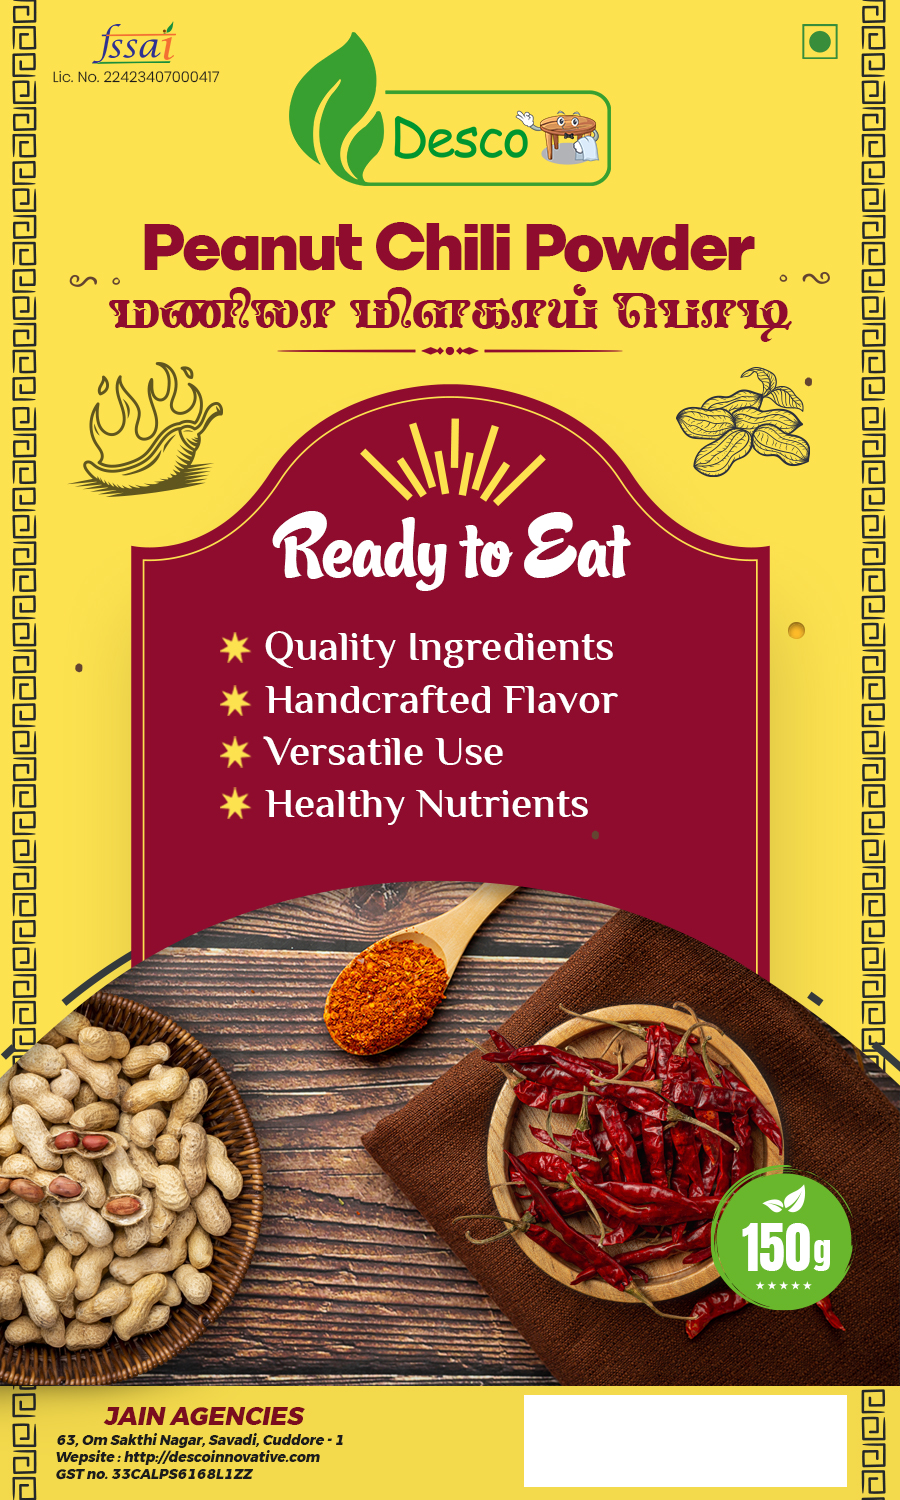 fssai
Lic. No. 22423407000417
Desco
Peanut Chili Powder
மணிலா மிளகாய் பொடி
Ready to Eat
Quality Ingredients
Handcrafted Flavor
Versatile Use
Healthy Nutrients
150g
JAIN AGENCIES
63, Om Sakthi Nagar, Savadi, Cuddore - 1
Wepsite : http://descoinnovative.com
GST no. 33CALPS6168L1ZZ